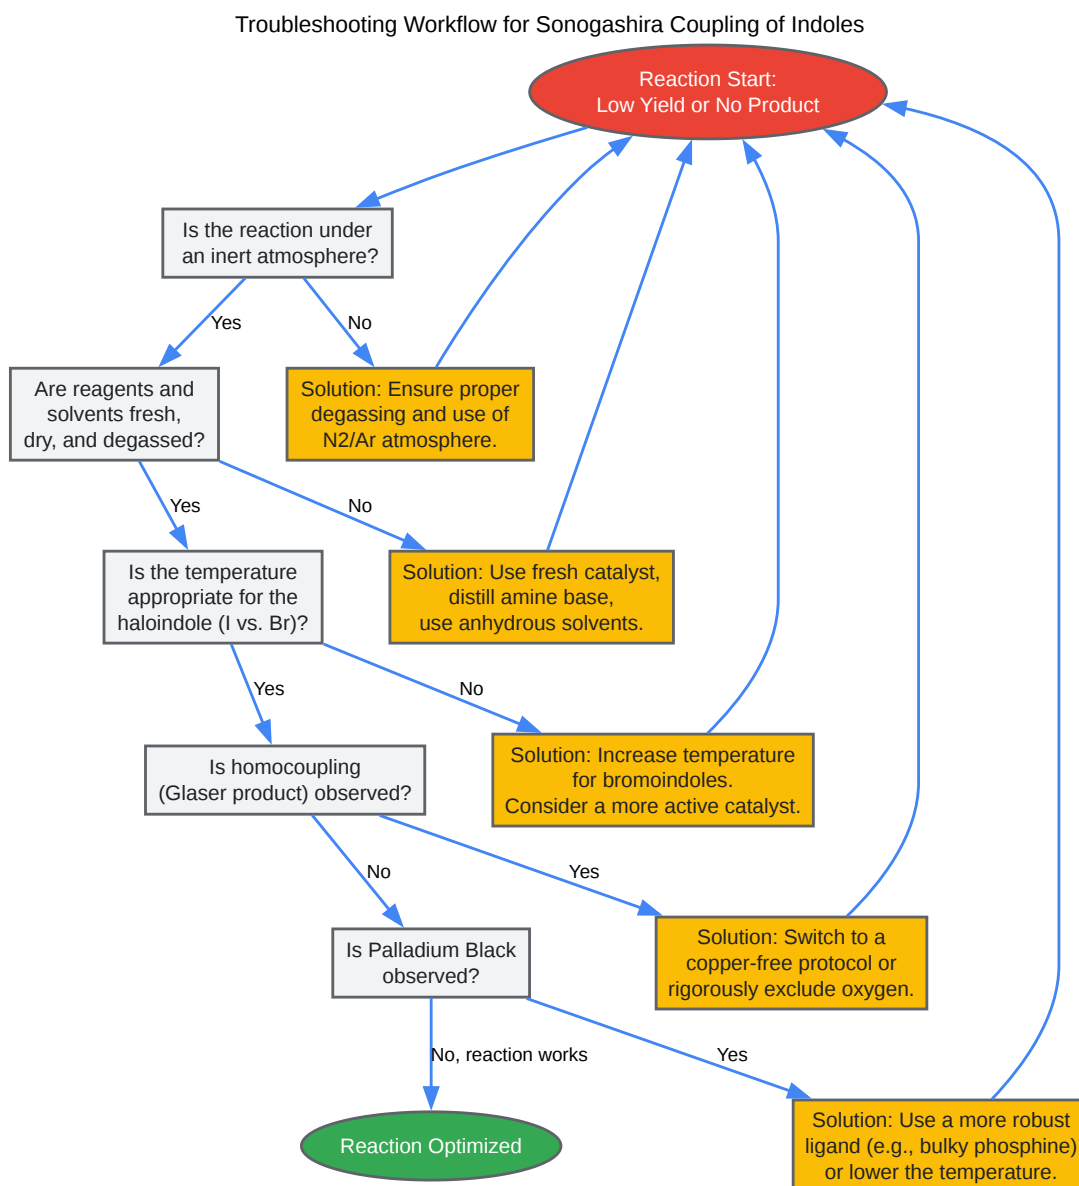 Troubleshooting Workflow for Sonogashira Coupling of Indoles
Reaction Start:
Low Yield or No Product
Is the reaction under
an inert atmosphere?
Yes
No
Are reagents and
solvents fresh,
dry, and degassed?
Solution: Ensure proper
degassing and use of
N2/Ar atmosphere.
Yes
No
Is the temperature
appropriate for the
haloindole (I vs. Br)?
Solution: Use fresh catalyst,
distill amine base,
use anhydrous solvents.
Yes
No
Is homocoupling
(Glaser product) observed?
Solution: Increase temperature
for bromoindoles.
Consider a more active catalyst.
No
Yes
Is Palladium Black
observed?
Solution: Switch to a
copper-free protocol or
rigorously exclude oxygen.
No, reaction works
Yes
Reaction Optimized
Solution: Use a more robust
ligand (e.g., bulky phosphine)
or lower the temperature.